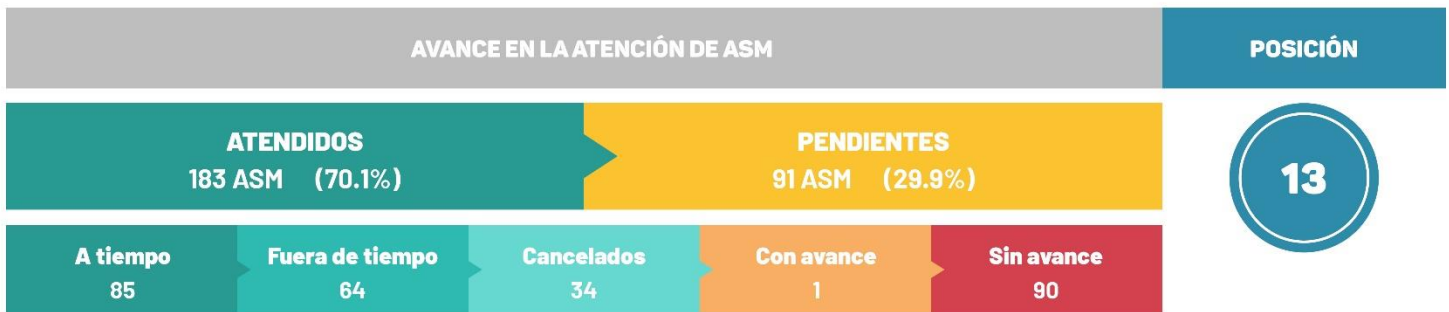 AVANCE EN LA ATENCIÓN DE ASM
POSICIÓN
ATENDIDOS
183 ASM (70.1%)
PENDIENTES
91 ASM (29.9%)
13
A tiempo
85
Fuera de tiempo
64
Cancelados
34
Con avance
1
Sin avance
90